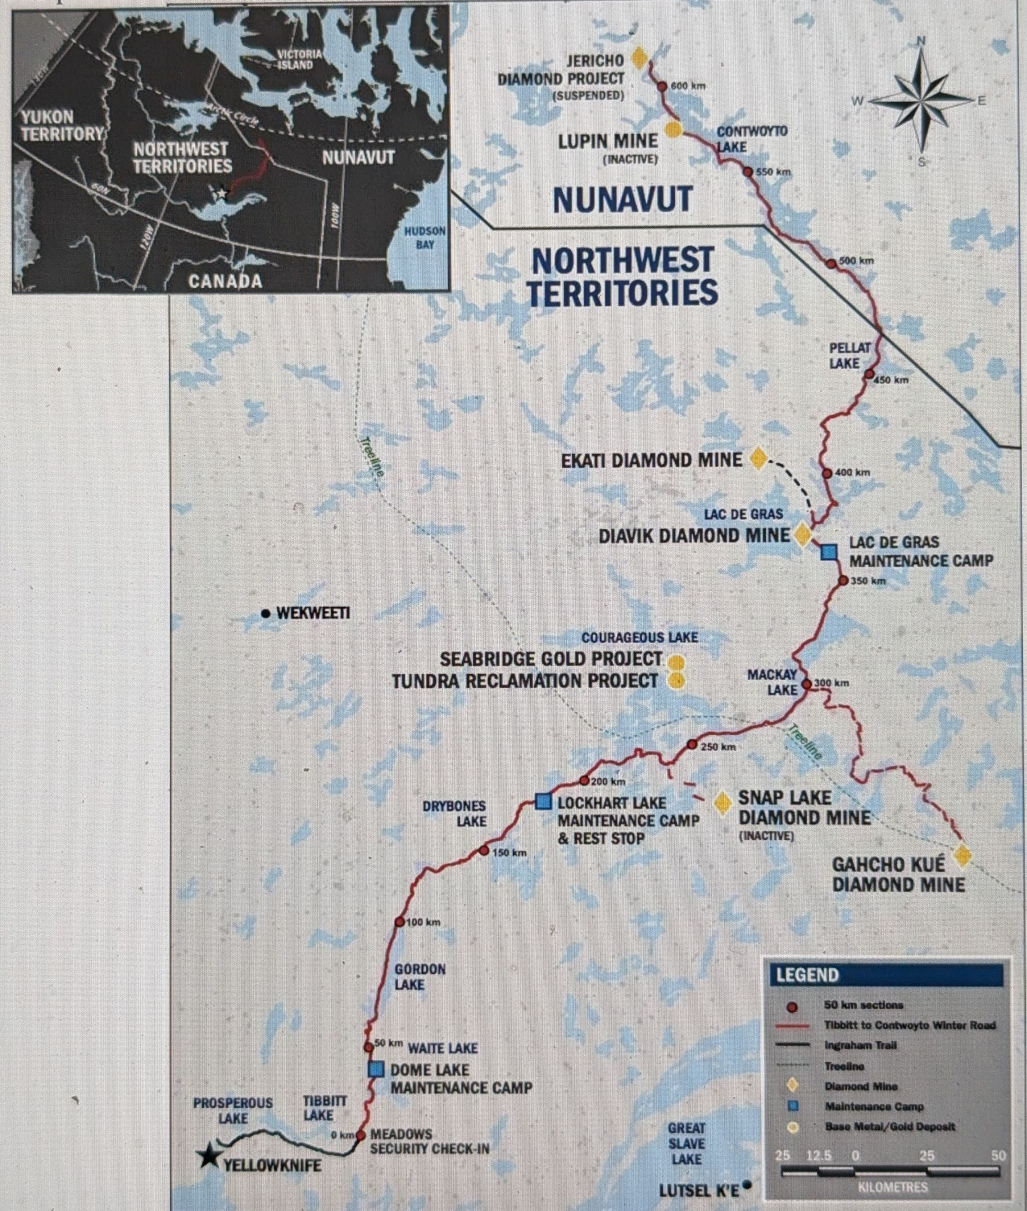 VICTORIA
ISLAND
140W
YUKON
TERRITORY
Arctic Circle
NORTHWEST
TERRITORIES
NUNAVUT
60N
120W
100W
HUDSON
BAY
CANADA
N
W
E
S
JERICHO
DIAMOND PROJECT
(SUSPENDED)
600 km
LUPIN MINE
(INACTIVE)
CONTWOYTO
LAKE
550 km
NUNAVUT
NORTHWEST
TERRITORIES
500 km
PELLAT
LAKE
450 km
Treeline
EKATI DIAMOND MINE
400 km
LAC DE GRAS
DIAVIK DIAMOND MINE
LAC DE GRAS
MAINTENANCE CAMP
350 km
WEKWEETI
COURAGEOUS LAKE
SEABRIDGE GOLD PROJECT
TUNDRA RECLAMATION PROJECT
MACKAY
LAKE
300 km
250 km
Treeline
200 km
DRYBONES
LAKE
LOCKHART LAKE
MAINTENANCE CAMP
& REST STOP
SNAP LAKE
DIAMOND MINE
(INACTIVE)
150 km
GAHCHO KUÉ
DIAMOND MINE
100 km
GORDON
LAKE
50 km
WAITE LAKE
DOME LAKE
MAINTENANCE CAMP
PROSPEROUS
LAKE
TIBBITT
LAKE
0 km
MEADOWS
SECURITY CHECK-IN
YELLOWKNIFE
GREAT
SLAVE
LAKE
LUTSEL K'E
LEGEND
50 km sections
Tibbitt to Contwoyto Winter Road
Ingraham Trail
Treeline
Diamond Mine
Maintenance Camp
Base Metal/Gold Deposit
25 12.5 0 25 50
KILOMETRES